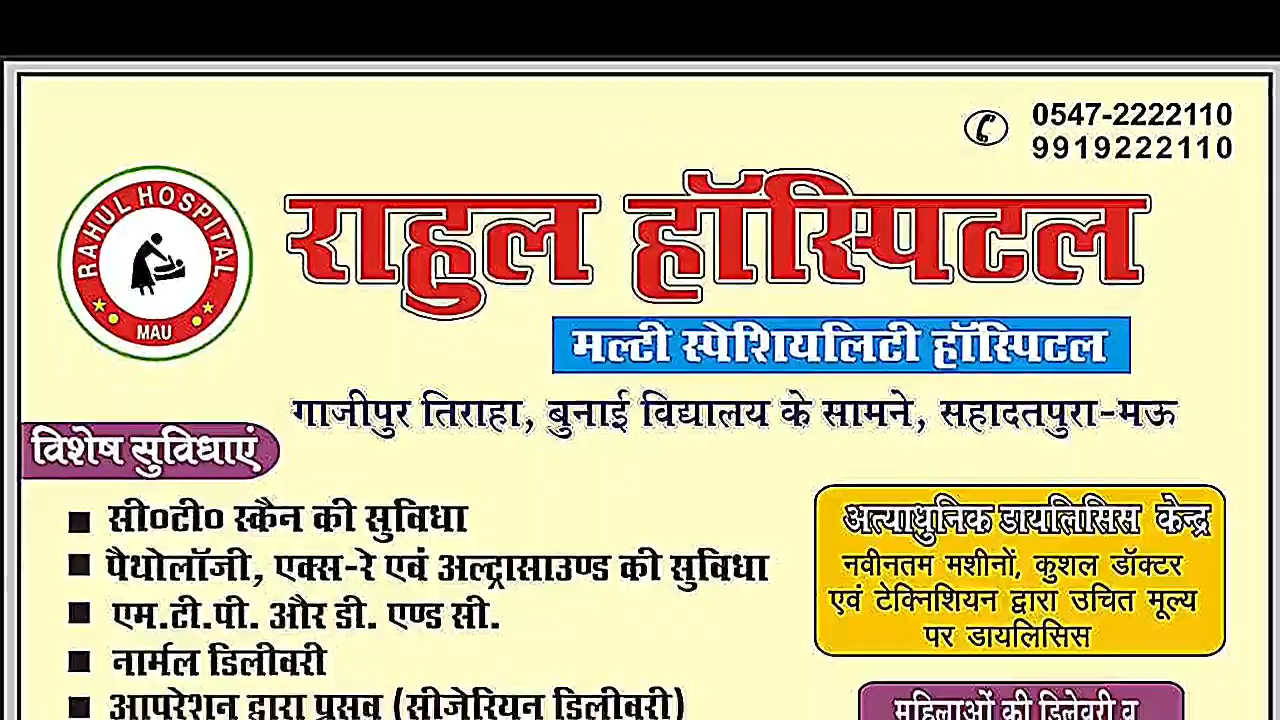 0547-2222110
9919222110
RAHUL HOSPITAL
MAU
राहुल हॉस्पिटल
मल्टी स्पेशियलिटी हॉस्पिटल
गाजीपुर तिराहा, बुनाई विद्यालय के सामने, सहादतपुरा-मऊ
विशेष सुविधाएं
सी०टी० स्कैन की सुविधा
पैथोलॉजी, एक्स-रे एवं अल्ट्रासाउण्ड की सुविधा
एम.टी.पी. और डी. एण्ड सी.
नार्मल डिलीवरी
आपरेशन द्वारा प्रसव (सीजेरियन डिलीवरी)
अत्याधुनिक डायलिसिस केन्द्र
नवीनतम मशीनों, कुशल डॉक्टर
एवं टेक्निशियन द्वारा उचित मूल्य
पर डायलिसिस
महिलाओं की डिलेवरी व